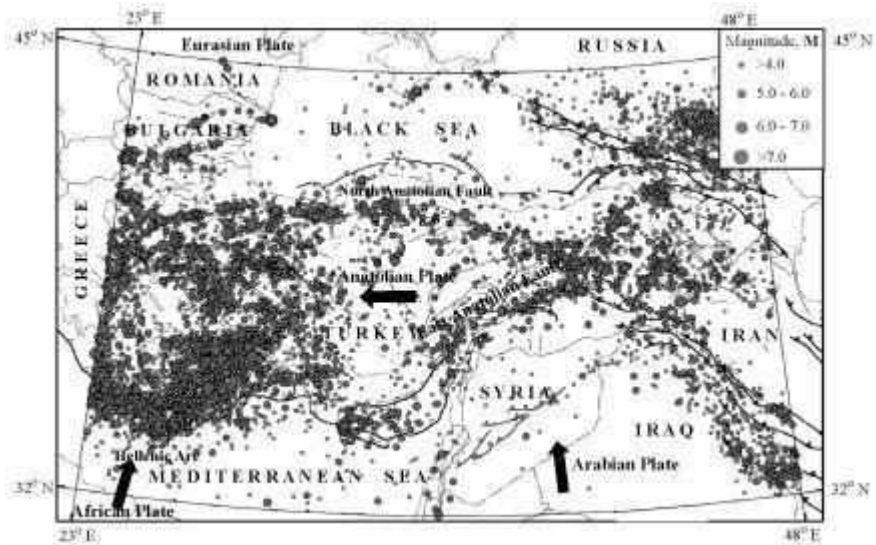 23° E
48° E
45° N
45° N
Eurasian Plate
RUSSIA
Magnitude, M
>4.0
5.0 - 6.0
6.0 - 7.0
>7.0
ROMANIA
BULGARIA
BLACK SEA
North Anatolian Fault
GREECE
Anatolian Plate
East Anatolian Fault
TURKEY
IRAN
SYRIA
IRAQ
Hellenic Arc
MEDITERRANEAN SEA
Arabian Plate
32° N
32° N
African Plate
23° E
48° E